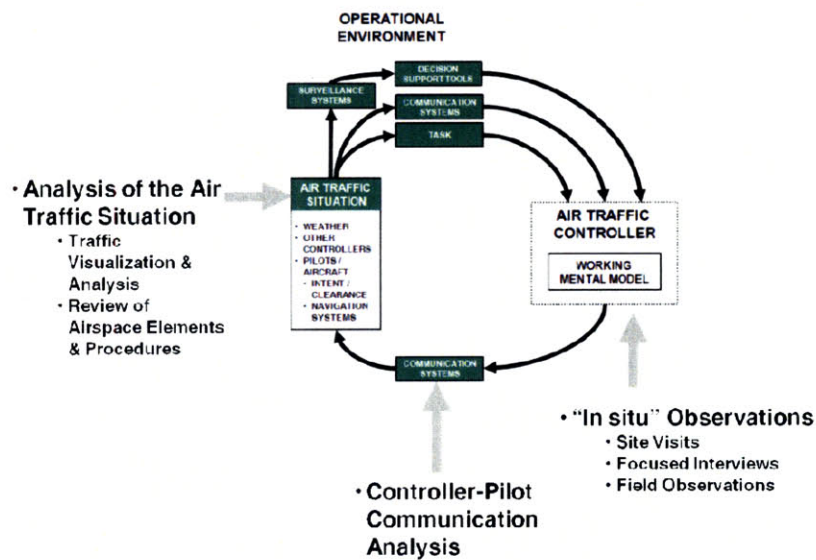 OPERATIONAL
ENVIRONMENT
DECISION
SUPPORT TOOLS
SURVEILLANCE
SYSTEMS
COMMUNICATION
SYSTEMS
TASK
• Analysis of the Air
Traffic Situation
• Traffic
Visualization &
Analysis
• Review of
Airspace Elements
& Procedures
AIR TRAFFIC
SITUATION
• WEATHER
• OTHER
CONTROLLERS
• PILOTS /
AIRCRAFT
• INTENT /
CLEARANCE
• NAVIGATION
SYSTEMS
AIR TRAFFIC
CONTROLLER
WORKING
MENTAL MODEL
COMMUNICATION
SYSTEMS
• "In situ" Observations
• Site Visits
• Focused Interviews
• Field Observations
• Controller-Pilot
Communication
Analysis